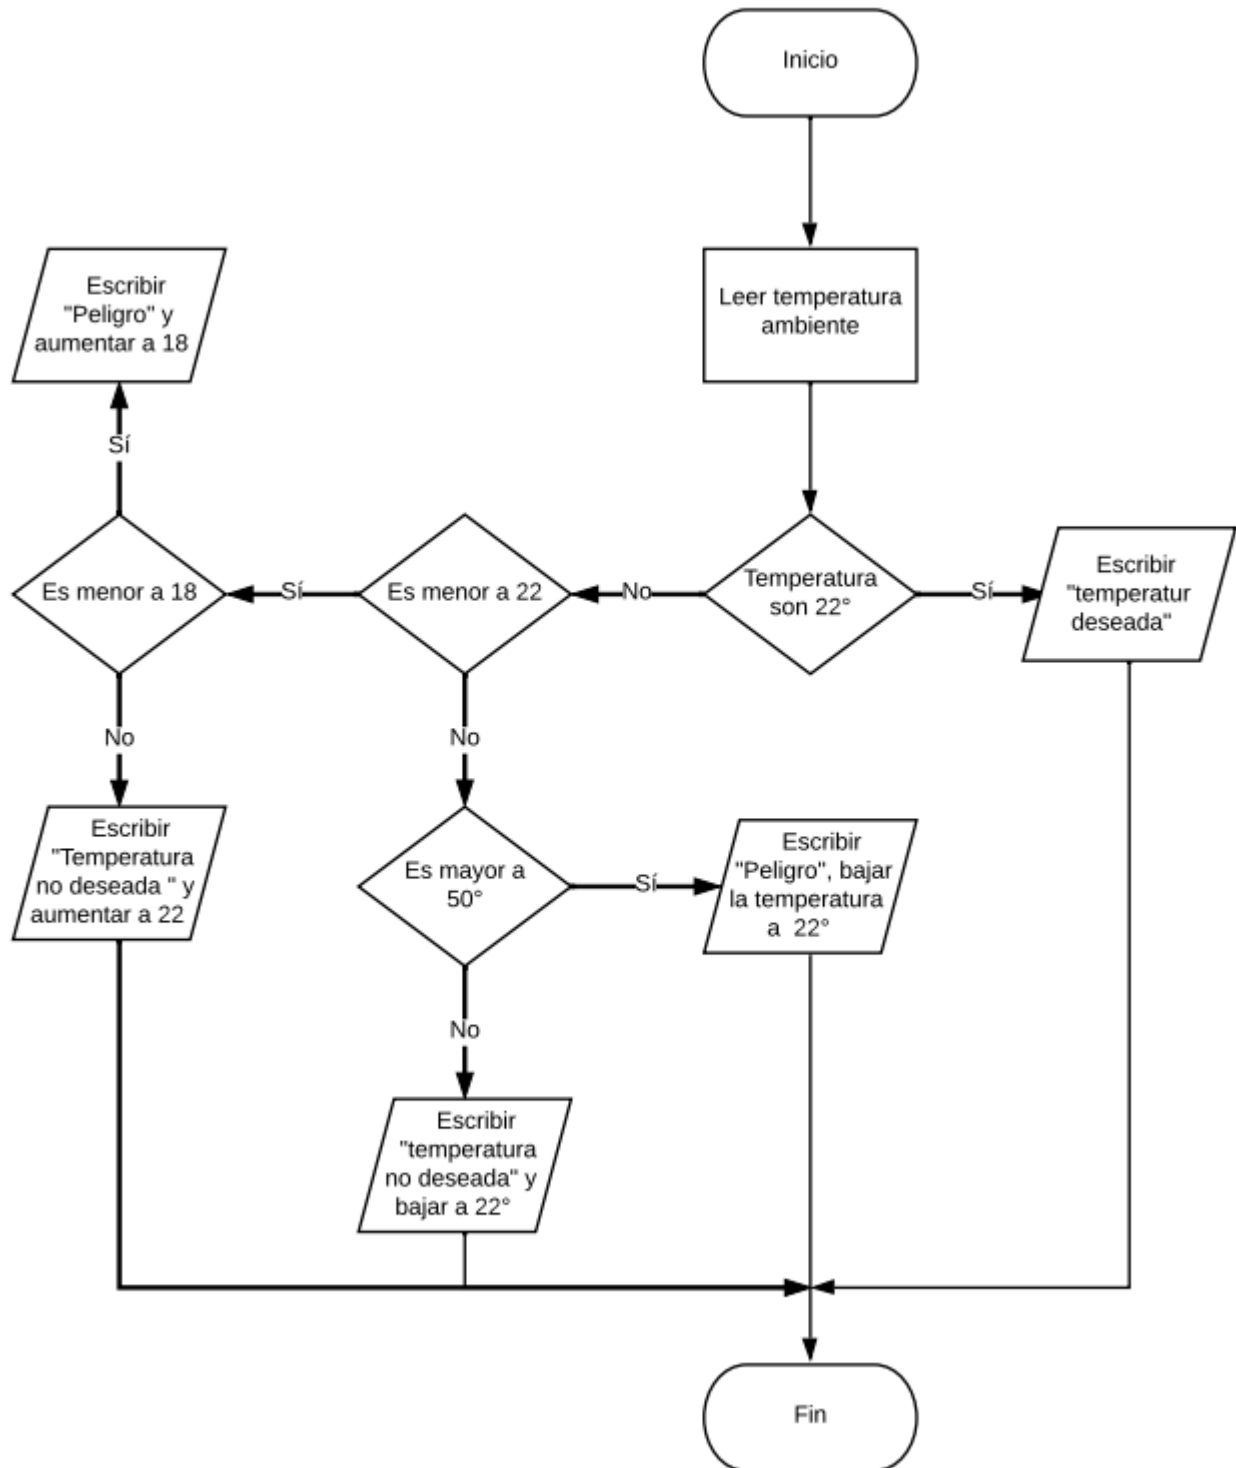 Inicio
Leer temperatura
ambiente
Temperatura
son 22°
Sí
Escribir
"temperatur
deseada"
No
Es menor a 22
Sí
Es menor a 18
Sí
Escribir
"Peligro" y
aumentar a 18
No
Escribir
"Temperatura
no deseada " y
aumentar a 22
No
Es mayor a
50°
Sí
Escribir
"Peligro", bajar
la temperatura
a 22°
No
Escribir
"temperatura
no deseada" y
bajar a 22°
Fin